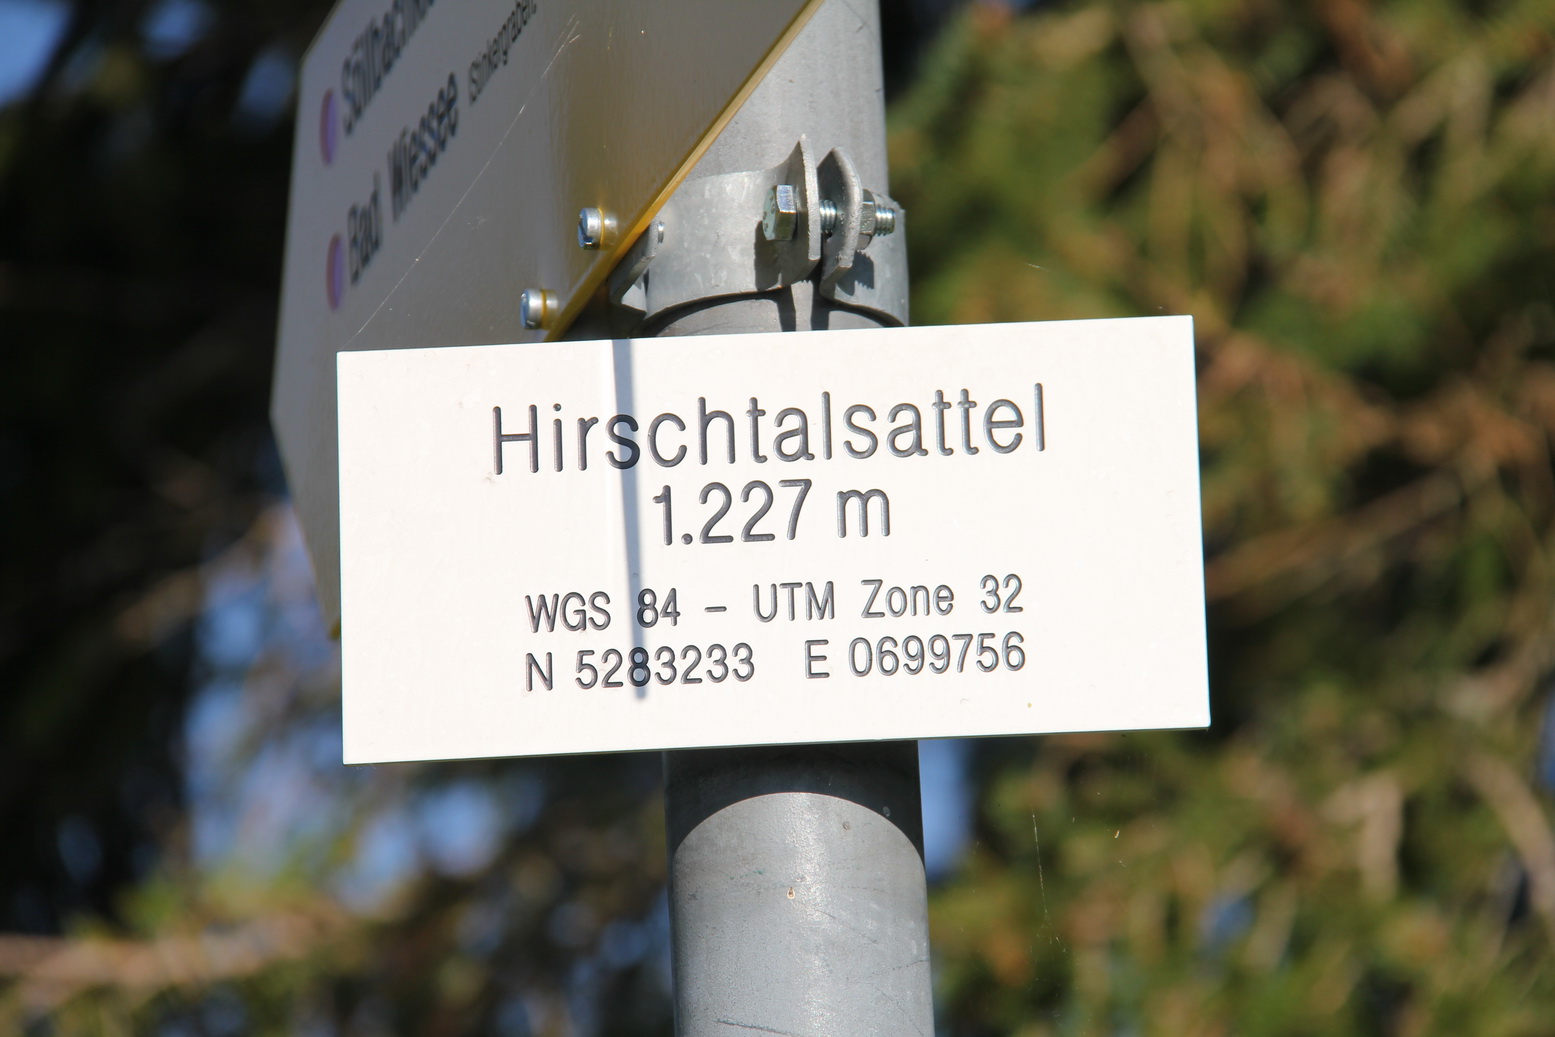 Bad Wiessee
Hirschtalsattel
1.227 m
WGS 84 – UTM Zone 32
N 5283233 E 0699756